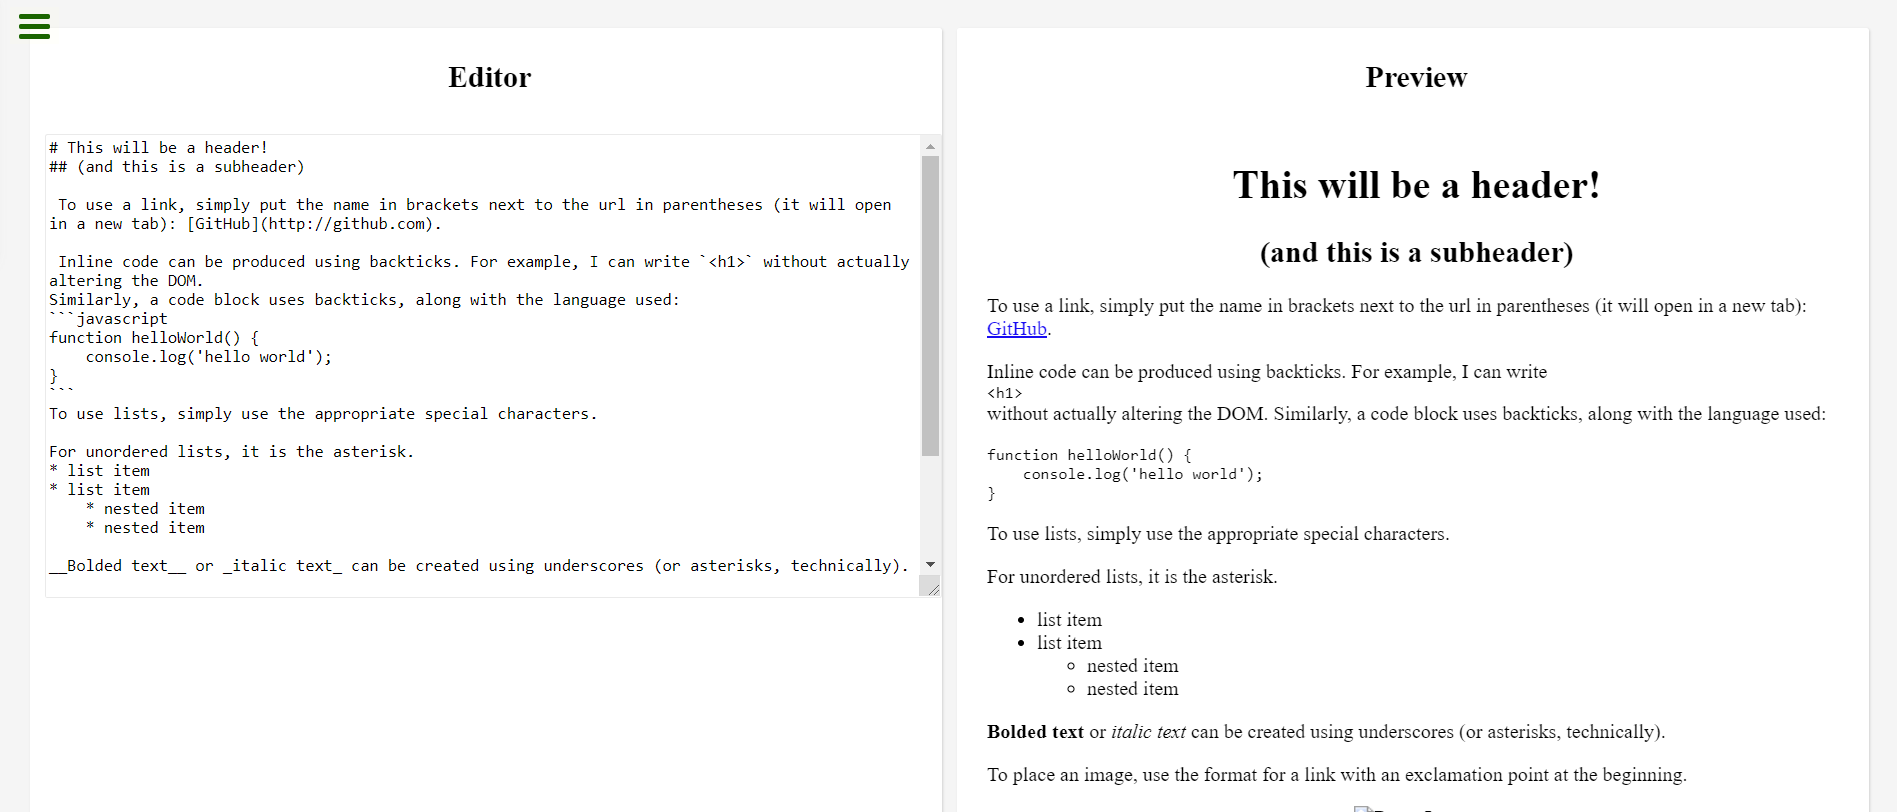 Editor
# This will be a header!
## (and this is a subheader)
 To use a link, simply put the name in brackets next to the url in parentheses (it will open
in a new tab): [GitHub](http://github.com).
 Inline code can be produced using backticks. For example, I can write `<h1>` without actually
altering the DOM.
Similarly, a code block uses backticks, along with the language used:
```javascript
function helloWorld() {
    console.log('hello world');
}
```
To use lists, simply use the appropriate special characters.
For unordered lists, it is the asterisk.
* list item
* list item
    * nested item
    * nested item
__Bolded text__ or _italic text_ can be created using underscores (or asterisks, technically).
Preview
This will be a header!
(and this is a subheader)
To use a link, simply put the name in brackets next to the url in parentheses (it will open in a new tab):
GitHub.
Inline code can be produced using backticks. For example, I can write
<h1>
without actually altering the DOM. Similarly, a code block uses backticks, along with the language used:
function helloWorld() {
    console.log('hello world');
}
To use lists, simply use the appropriate special characters.
For unordered lists, it is the asterisk.
• list item
• list item
◦ nested item
◦ nested item
Bolded text or italic text can be created using underscores (or asterisks, technically).
To place an image, use the format for a link with an exclamation point at the beginning.